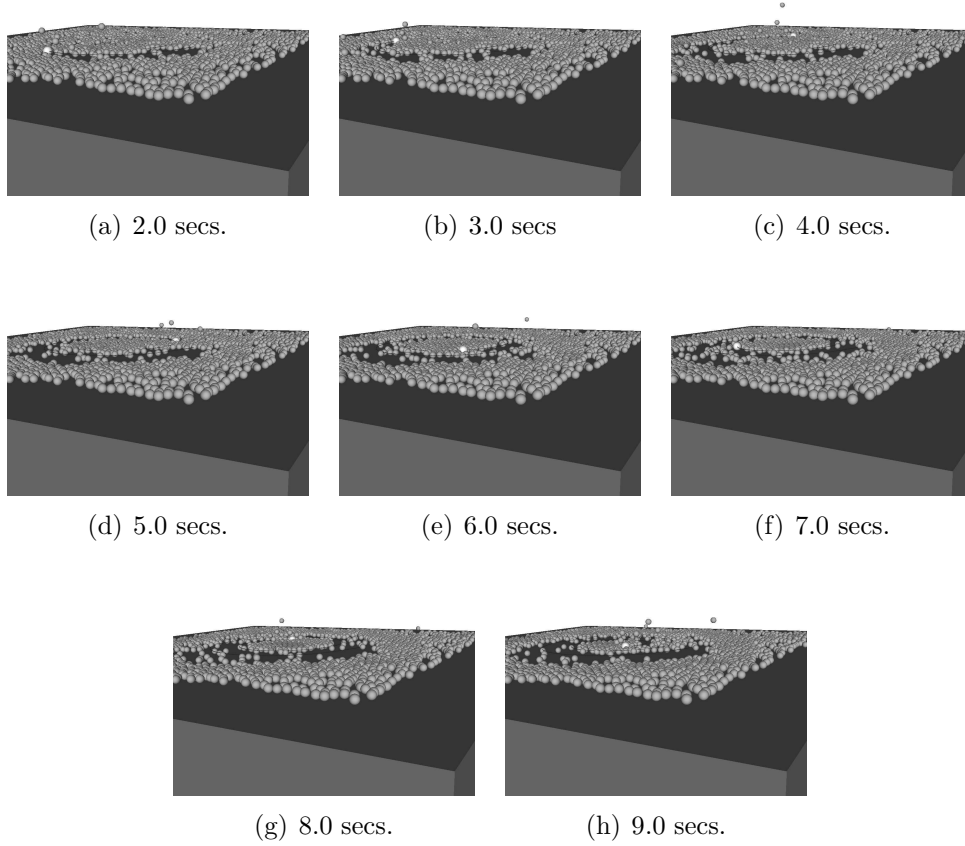 (a) 2.0 secs.
(b) 3.0 secs
(c) 4.0 secs.
(d) 5.0 secs.
(e) 6.0 secs.
(f) 7.0 secs.
(g) 8.0 secs.
(h) 9.0 secs.